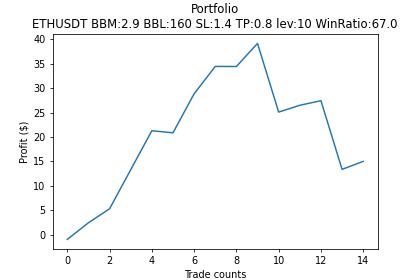 Portfolio
ETHUSDT BBM:2.9 BBL:160 SL:1.4 TP:0.8 lev:10 WinRatio:67.0
40
35
30
25
20
15
10
5
0
Profit ($)
0 2 4 6 8 10 12 14
Trade counts